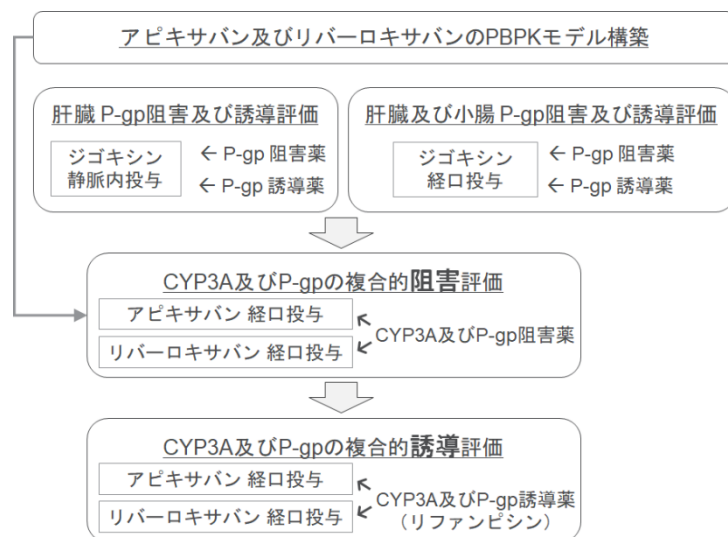 アピキサバン及びリバーロキサバンのPBPKモデル構築
肝臓 P-gp阻害及び誘導評価
ジゴキシン
静脈内投与
← P-gp 阻害薬
← P-gp 誘導薬
肝臓及び小腸 P-gp阻害及び誘導評価
ジゴキシン
経口投与
← P-gp 阻害薬
← P-gp 誘導薬
CYP3A及びP-gpの複合的阻害評価
アピキサバン 経口投与
リバーロキサバン 経口投与
CYP3A及びP-gp阻害薬
CYP3A及びP-gpの複合的誘導評価
アピキサバン 経口投与
リバーロキサバン 経口投与
CYP3A及びP-gp誘導薬
（リファンピシン）